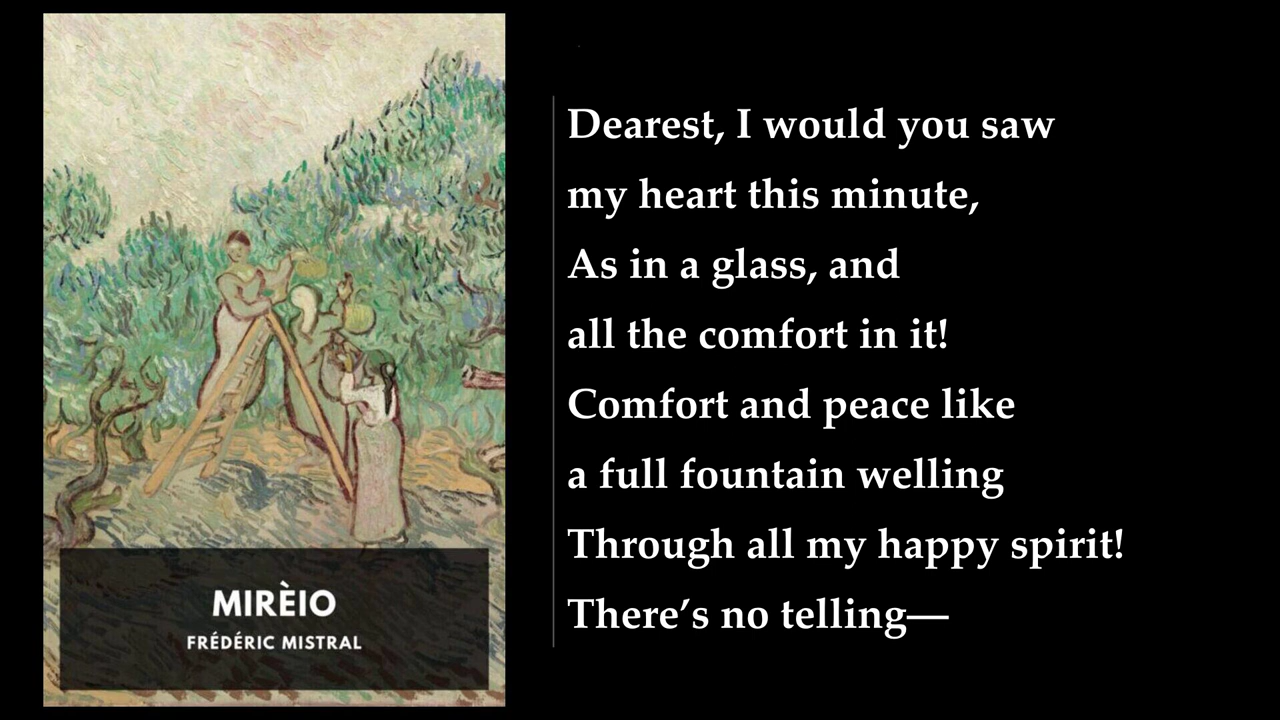 MIRÈIO
FRÉDÉRIC MISTRAL
Dearest, I would you saw
my heart this minute,
As in a glass, and
all the comfort in it!
Comfort and peace like
a full fountain welling
Through all my happy spirit!
There’s no telling—